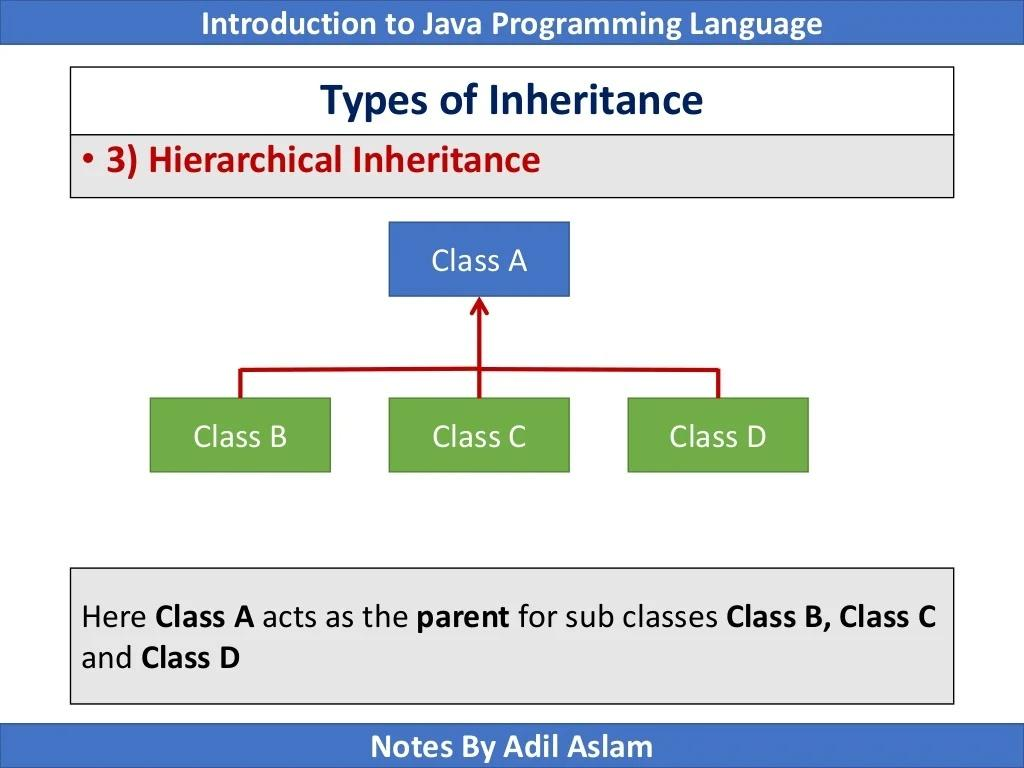 Introduction to Java Programming Language
Types of Inheritance
• 3) Hierarchical Inheritance
Class A
Class B
Class C
Class D
Here Class A acts as the parent for sub classes Class B, Class C
and Class D
Notes By Adil Aslam